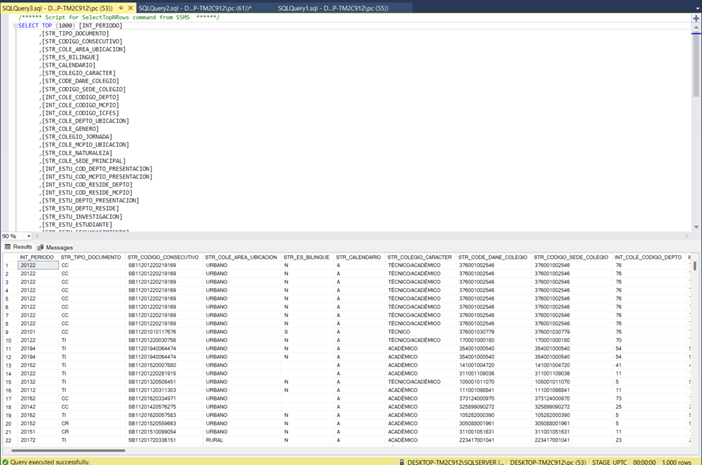 SQLQuery3.sql - D...P-TM2C912\pc (53)) SQLQuery2.sql - D...P-TM2C912\pc (61))* SQLQuery1.sql - D...P-TM2C912\pc (55))
/****** Script for SelectTopNRows command from SSMS ******/
SELECT TOP (1000) [INT_PERIODO]
,[STR_TIPO_DOCUMENTO]
,[STR_CODIGO_CONSECUTIVO]
,[STR_COLE_AREA_UBICACION]
,[STR_ES_BILINGUE]
,[STR_CALENDARIO]
,[STR_COLEGIO_CARACTER]
,[STR_CODE_DANE_COLEGIO]
,[STR_CODIGO_SEDE_COLEGIO]
,[INT_COLE_CODIGO_DEPTO]
,[INT_COLE_CODIGO_MCPIO]
,[INT_COLE_CODIGO_ICFES]
,[STR_COLE_DEPTO_UBICACION]
,[STR_COLE_GENERO]
,[STR_COLEGIO_JORNADA]
,[STR_COLE_MCPIO_UBICACION]
,[STR_COLE_NATURALEZA]
,[STR_COLE_SEDE_PRINCIPAL]
,[INT_ESTU_COD_DEPTO_PRESENTACION]
,[INT_ESTU_COD_MCPIO_PRESENTACION]
,[INT_ESTU_COD_RESIDE_DEPTO]
,[INT_ESTU_COD_RESIDE_MCPIO]
,[STR_ESTU_DEPTO_PRESENTACION]
,[STR_ESTU_DEPTO_RESIDE]
,[STR_ESTU_INVESTIGACION]
,[STR_ESTU_ESTUDIANTE]
90 %
Results Messages
INT_PERIODO STR_TIPO_DOCUMENTO STR_CODIGO_CONSECUTIVO STR_COLE_AREA_UBICACION STR_ES_BILINGUE STR_CALENDARIO STR_COLEGIO_CARACTER STR_CODE_DANE_COLEGIO STR_CODIGO_SEDE_COLEGIO INT_COLE_CODIGO_DEPTO
1 20122 CC SB11201220219169 URBANO N A TÉCNICO/ACADÉMICO 376001002546 376001002546 76
2 20122 CC SB11201220219169 URBANO N A TÉCNICO/ACADÉMICO 376001002546 376001002546 76
3 20122 CC SB11201220219169 URBANO N A TÉCNICO/ACADÉMICO 376001002546 376001002546 76
4 20122 CC SB11201220219169 URBANO N A TÉCNICO/ACADÉMICO 376001002546 376001002546 76
5 20122 CC SB11201220219169 URBANO N A TÉCNICO/ACADÉMICO 376001002546 376001002546 76
6 20122 CC SB11201220219169 URBANO N A TÉCNICO/ACADÉMICO 376001002546 376001002546 76
7 20122 CC SB11201220219169 URBANO N A TÉCNICO/ACADÉMICO 376001002546 376001002546 76
8 20122 CC SB11201220219169 URBANO N A TÉCNICO/ACADÉMICO 376001002546 376001002546 76
9 20101 CC SB11201010117676 URBANO S A TÉCNICO 376001030779 376001030779 76
10 20122 TI SB11201220030756 URBANO N A TÉCNICO/ACADÉMICO 170001000180 170001000180 70
11 20194 TI SB11201940064474 URBANO N A ACADÉMICO 354001000540 354001000540 54
12 20194 TI SB11201940064474 URBANO N A ACADÉMICO 354001000540 354001000540 54
13 20152 TI SB11201520007880 URBANO A ACADÉMICO 141001004720 141001004720 41
14 20122 TI SB11201220281915 URBANO A ACADÉMICO 311001109036 311001109036 11
15 20132 TI SB11201320508451 URBANO N A TÉCNICO/ACADÉMICO 105001011070 105001011070 5
16 20112 TI SB11201120311303 URBANO N A ACADÉMICO 311001098841 311001098841 11
17 20162 CC SB11201620334971 URBANO A ACADÉMICO 373124000970 373124000970 73
18 20142 CC SB11201420576275 URBANO A ACADÉMICO 325899090272 325899090272 25
19 20162 TI SB11201620057583 URBANO N A ACADÉMICO 105282000390 105282000390 5
20 20152 CR SB11201520559663 URBANO N A ACADÉMICO 305088001961 305088001961 5
21 20151 CR SB11201510099054 URBANO N A ACADÉMICO 311001051631 311001051631 11
22 20172 TI SB11201720336151 RURAL N A ACADÉMICO 223417001041 223417001041 23
Query executed successfully. DESKTOP-TM2C912\SQLSERVER (... DESKTOP-TM2C912\pc (53) STAGE_UPTC 00:00:00 1.000 rows